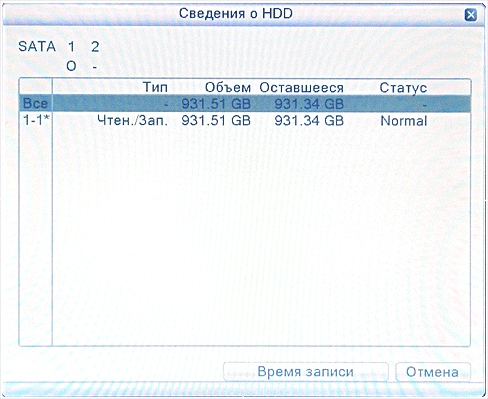 Сведения о HDD
SATA 1 2
O -
Тип Объем Оставшееся Статус
Все - 931.51 GB 931.34 GB -
1-1* Чтен./Зап. 931.51 GB 931.34 GB Normal
Время записи Отмена